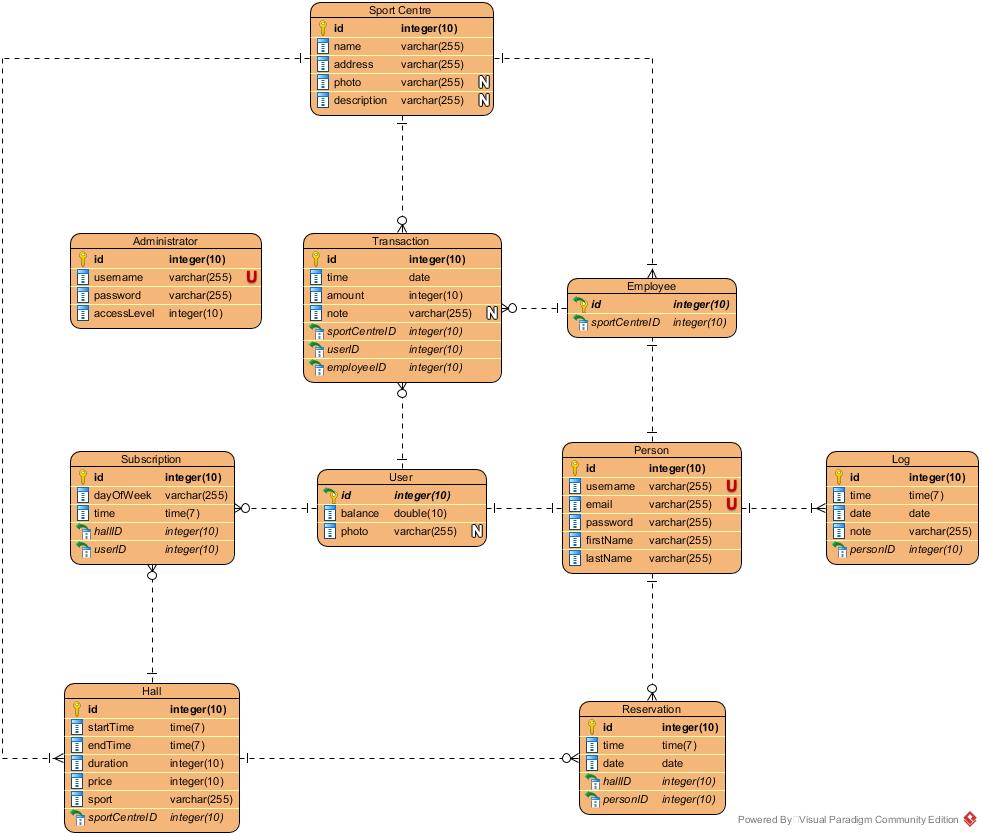 Sport Centre
id integer(10)
name varchar(255)
address varchar(255)
photo varchar(255) N
description varchar(255) N
Administrator
id integer(10)
username varchar(255) U
password varchar(255)
accessLevel integer(10)
Transaction
id integer(10)
time date
amount integer(10)
note varchar(255) N
sportCentreID integer(10)
userID integer(10)
employeeID integer(10)
Employee
id integer(10)
sportCentreID integer(10)
Subscription
id integer(10)
dayOfWeek varchar(255)
time time(7)
hallID integer(10)
userID integer(10)
User
id integer(10)
balance double(10)
photo varchar(255) N
Person
id integer(10)
username varchar(255) U
email varchar(255) U
password varchar(255)
firstName varchar(255)
lastName varchar(255)
Log
id integer(10)
time time(7)
date date
note varchar(255)
personID integer(10)
Hall
id integer(10)
startTime time(7)
endTime time(7)
duration integer(10)
price integer(10)
sport varchar(255)
sportCentreID integer(10)
Reservation
id integer(10)
time time(7)
date date
hallID integer(10)
personID integer(10)
Powered By Visual Paradigm Community Edition